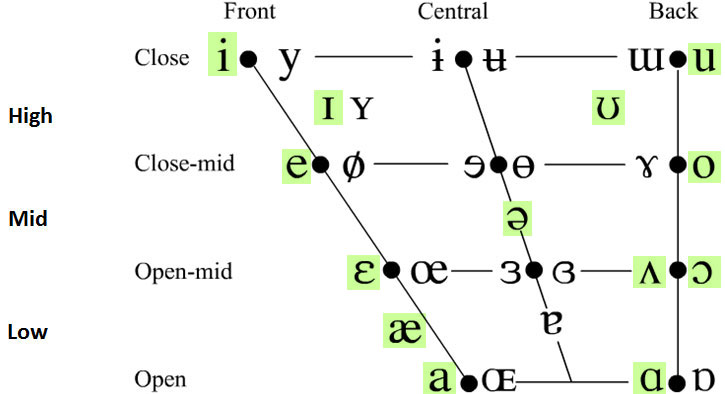 Front Central Back
Close i y ɨ ʉ ɯ u
High ɪ ʏ ʊ
Close-mid e ø ɘ ɵ ɤ o
Mid ə
Open-mid ɛ œ ɜ ɞ ʌ ɔ
Low æ ɐ
Open a ɶ ɑ ɒ